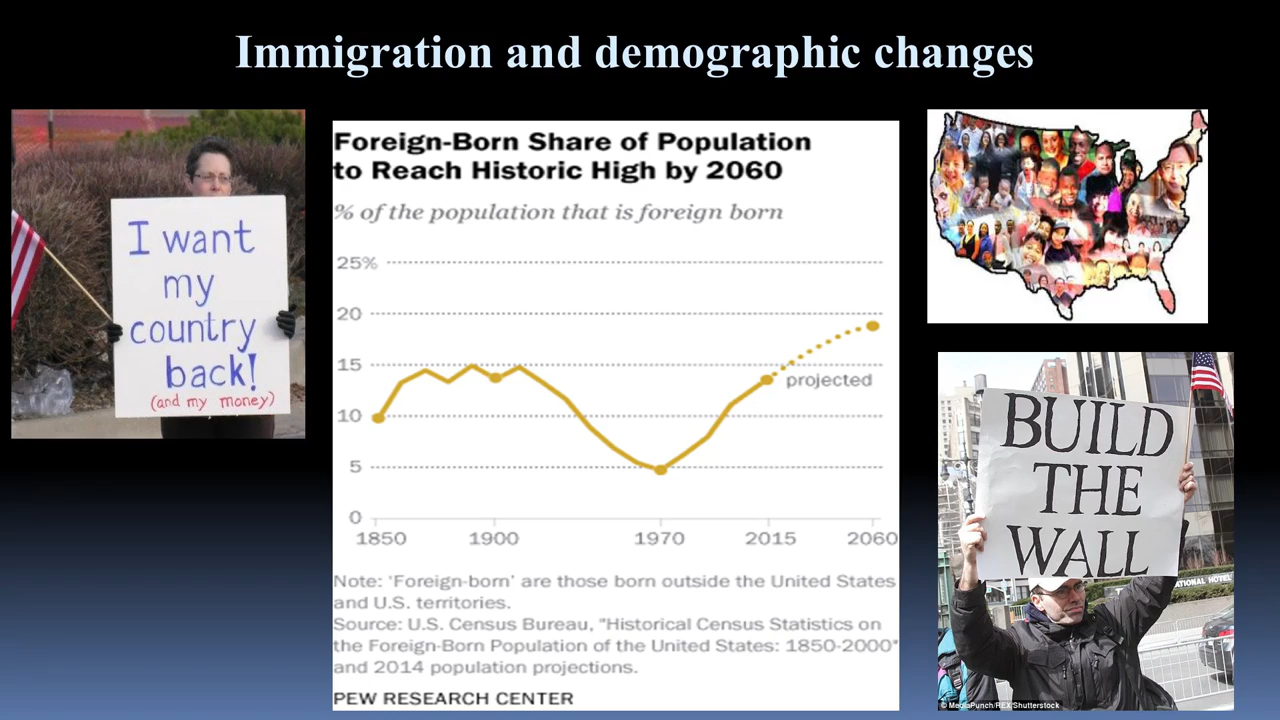 Immigration and demographic changes
I want
my
country
back!
(and my money)
Foreign-Born Share of Population
to Reach Historic High by 2060
% of the population that is foreign born
25%
20
15
10
5
0
projected
1850 1900 1970 2015 2060
Note: 'Foreign-born' are those born outside the United States
and U.S. territories.
Source: U.S. Census Bureau, "Historical Census Statistics on
the Foreign-Born Population of the United States: 1850-2000"
and 2014 population projections.
PEW RESEARCH CENTER
BUILD
THE
WALL
NATIONAL HOTEL
© MediaPunch/REX/Shutterstock